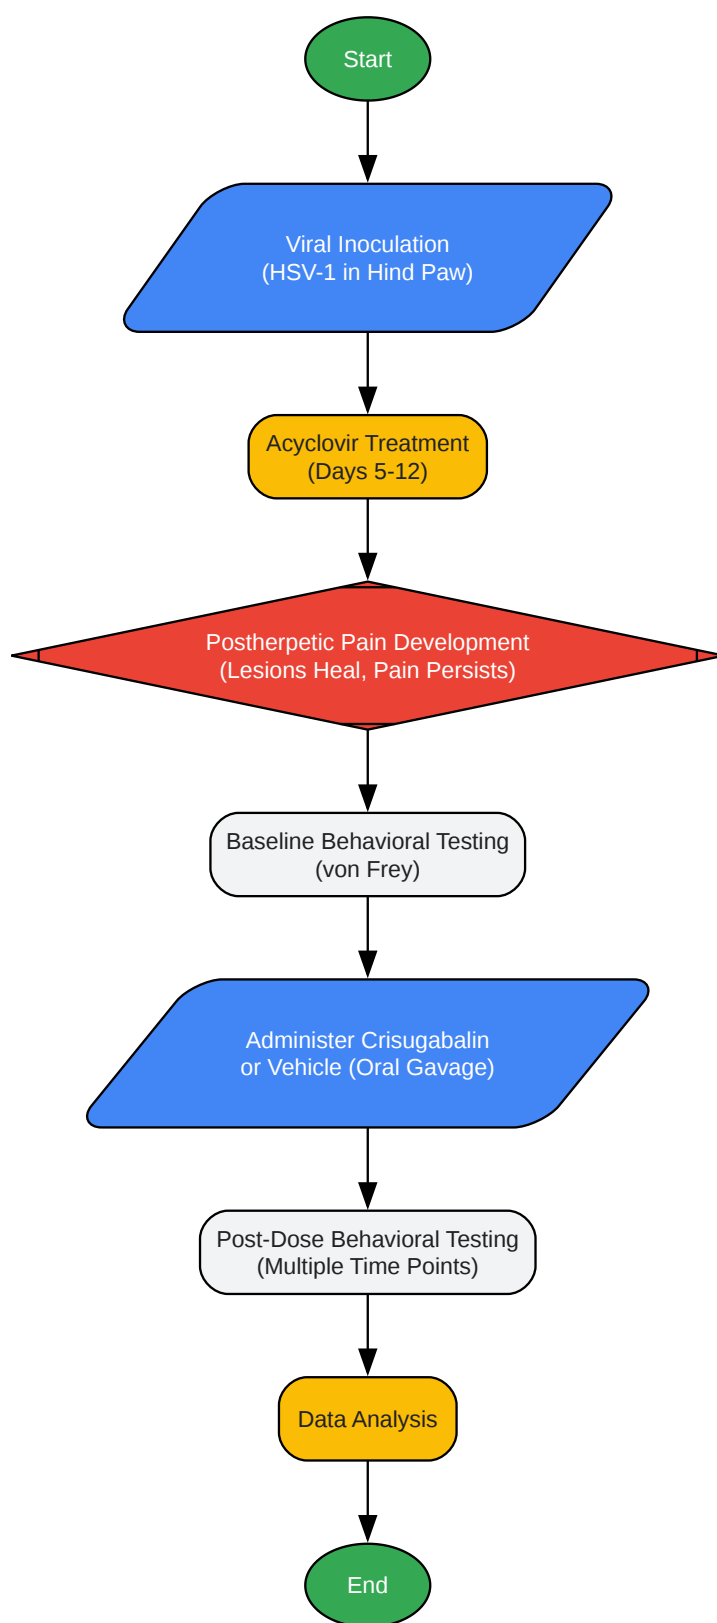 Start
Viral Inoculation
(HSV-1 in Hind Paw)
Acyclovir Treatment
(Days 5-12)
Postherpetic Pain Development
(Lesions Heal, Pain Persists)
Baseline Behavioral Testing
(von Frey)
Administer Crisugabalin
or Vehicle (Oral Gavage)
Post-Dose Behavioral Testing
(Multiple Time Points)
Data Analysis
End